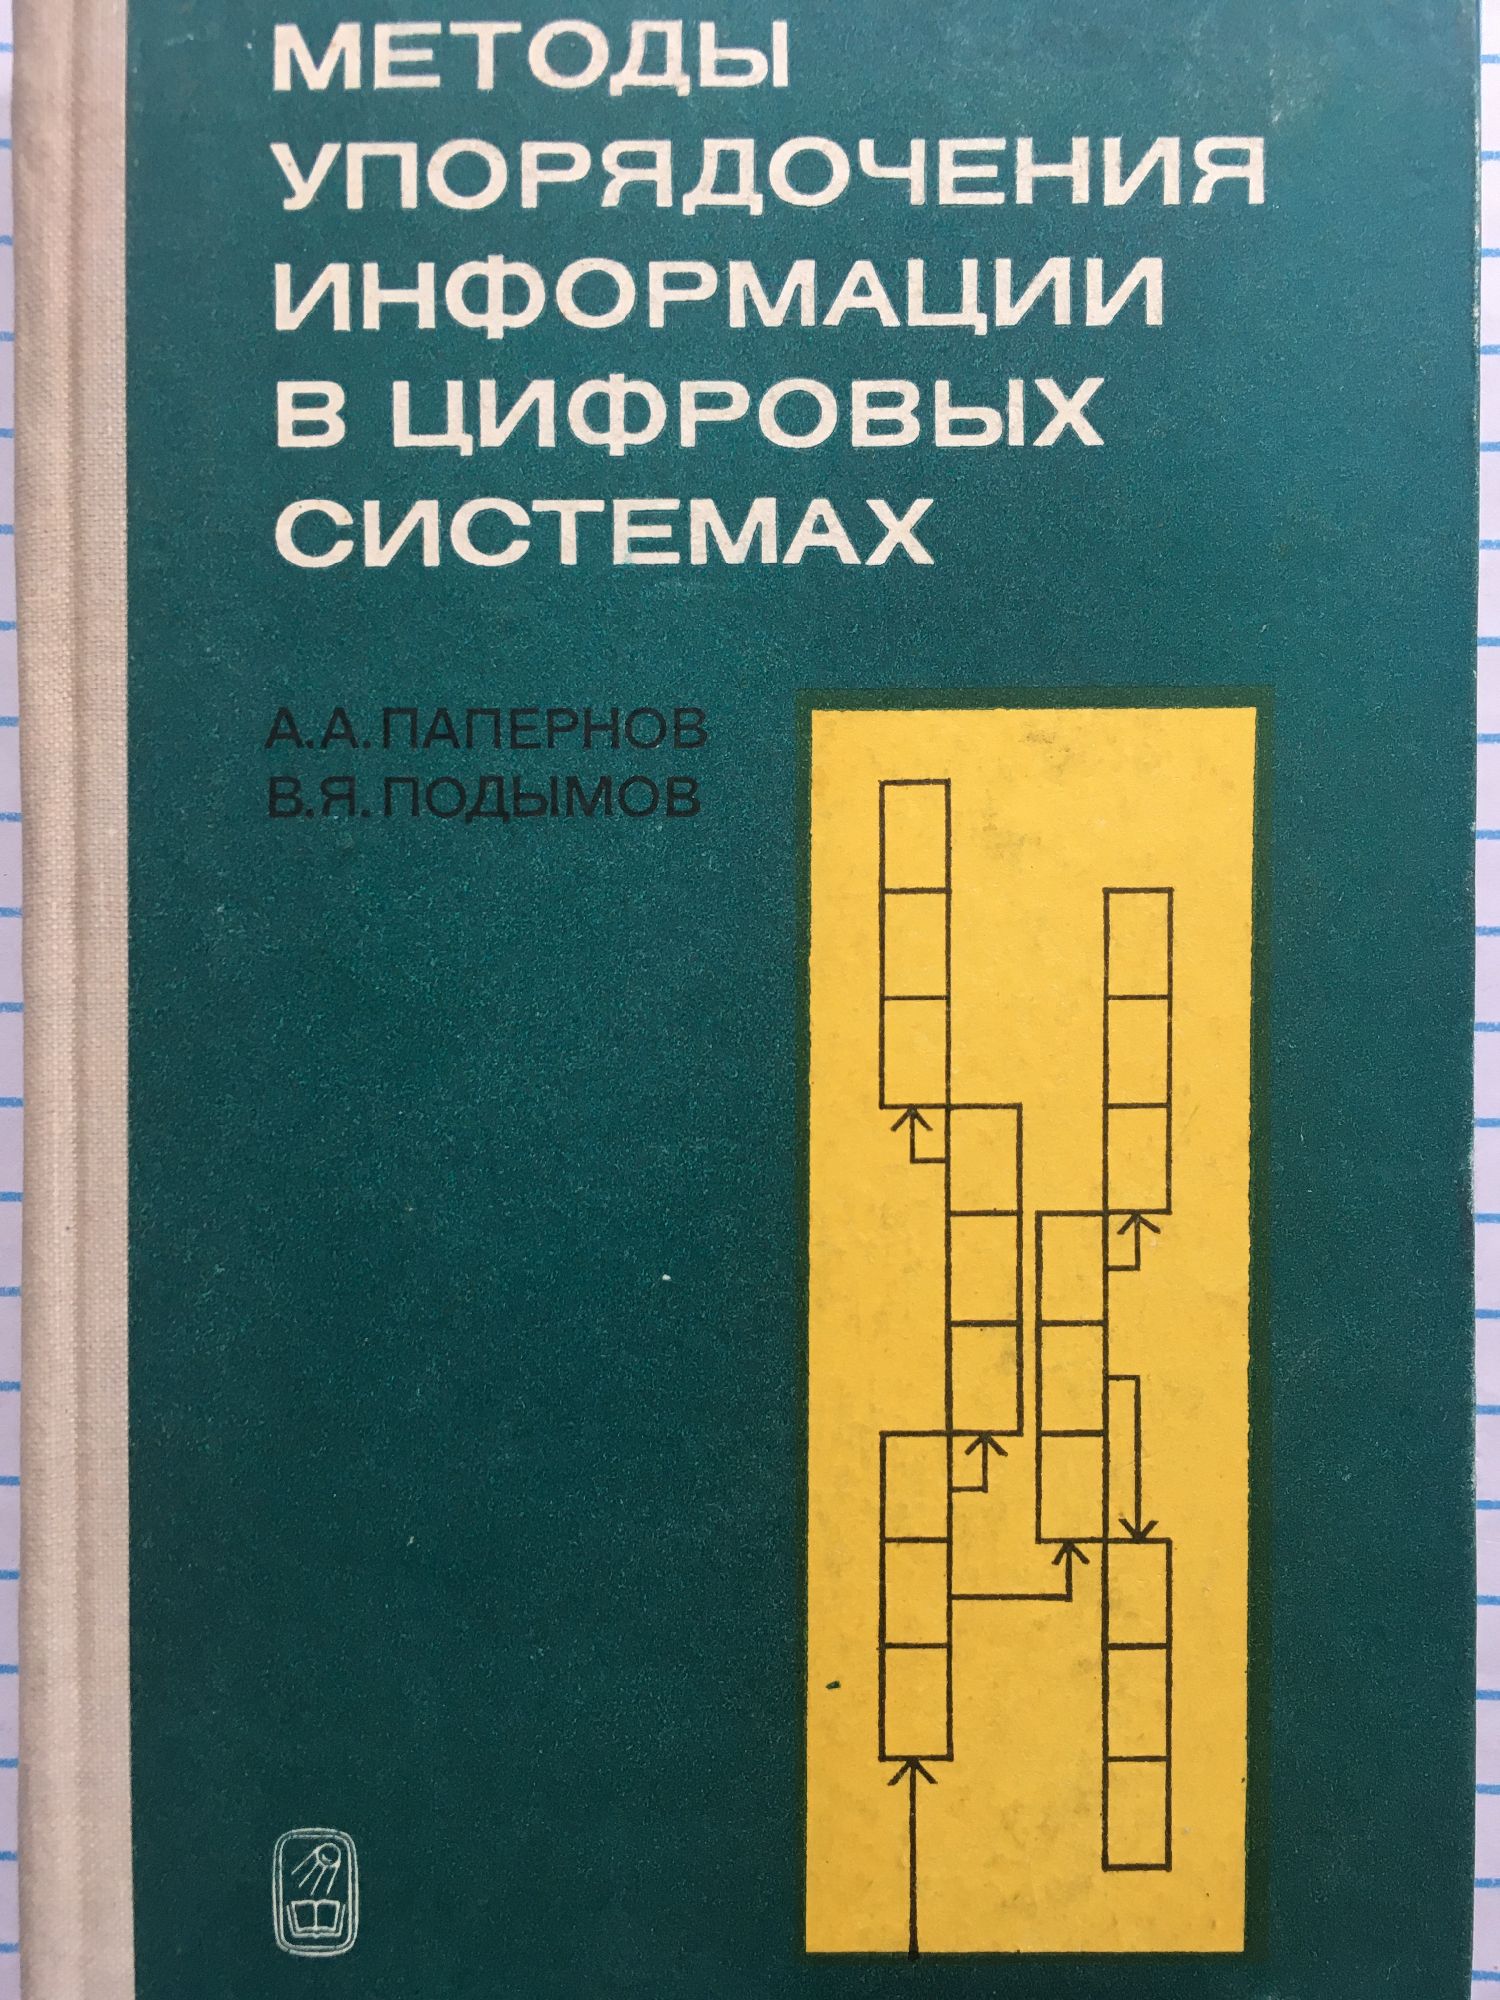 МЕТОДЫ
УПОРЯДОЧЕНИЯ
ИНФОРМАЦИИ
В ЦИФРОВЫХ
СИСТЕМАХ
А.А.ПАПЕРНОВ
В.Я.ПОДЫМОВ